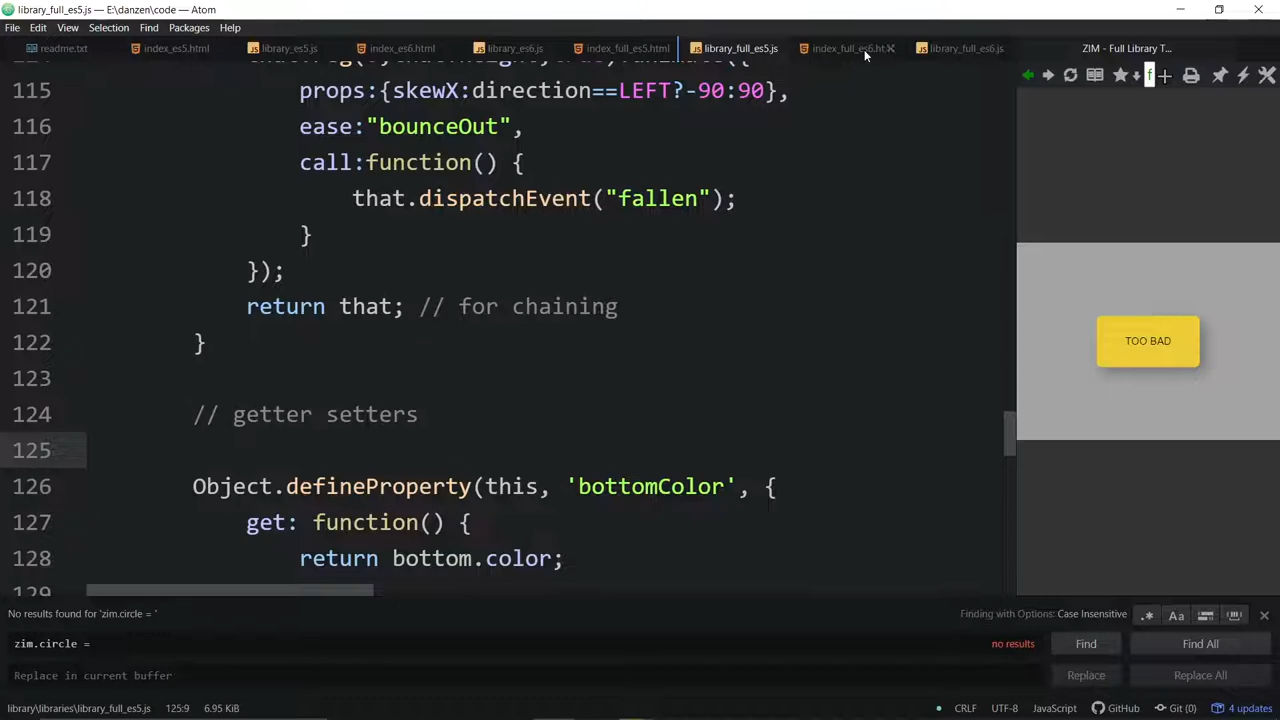 library_full_es5.js — E:\danzen\code — Atom
File Edit View Selection Find Packages Help
readme.txt index_es5.html library_es5.js index_es6.html library_es6.js index_full_es5.html library_full_es5.js index_full_es6.ht library_full_es6.js ZIM - Full Library T...
115 props:{skewX:direction==LEFT?-90:90},
116 ease:"bounceOut",
117 call:function() {
118 that.dispatchEvent("fallen");
119 }
120 });
121 return that; // for chaining
122 }
123
124 // getter setters
125
126 Object.defineProperty(this, 'bottomColor', {
127 get: function() {
128 return bottom.color;
129
TOO BAD
No results found for 'zim.circle = '
Finding with Options: Case Insensitive
.* Aa
zim.circle =
no results
Find Find All
Replace in current buffer
Replace Replace All
library\libraries\library_full_es5.js 125:9 6.95 KiB
CRLF UTF-8 JavaScript GitHub Git (0) 4 updates